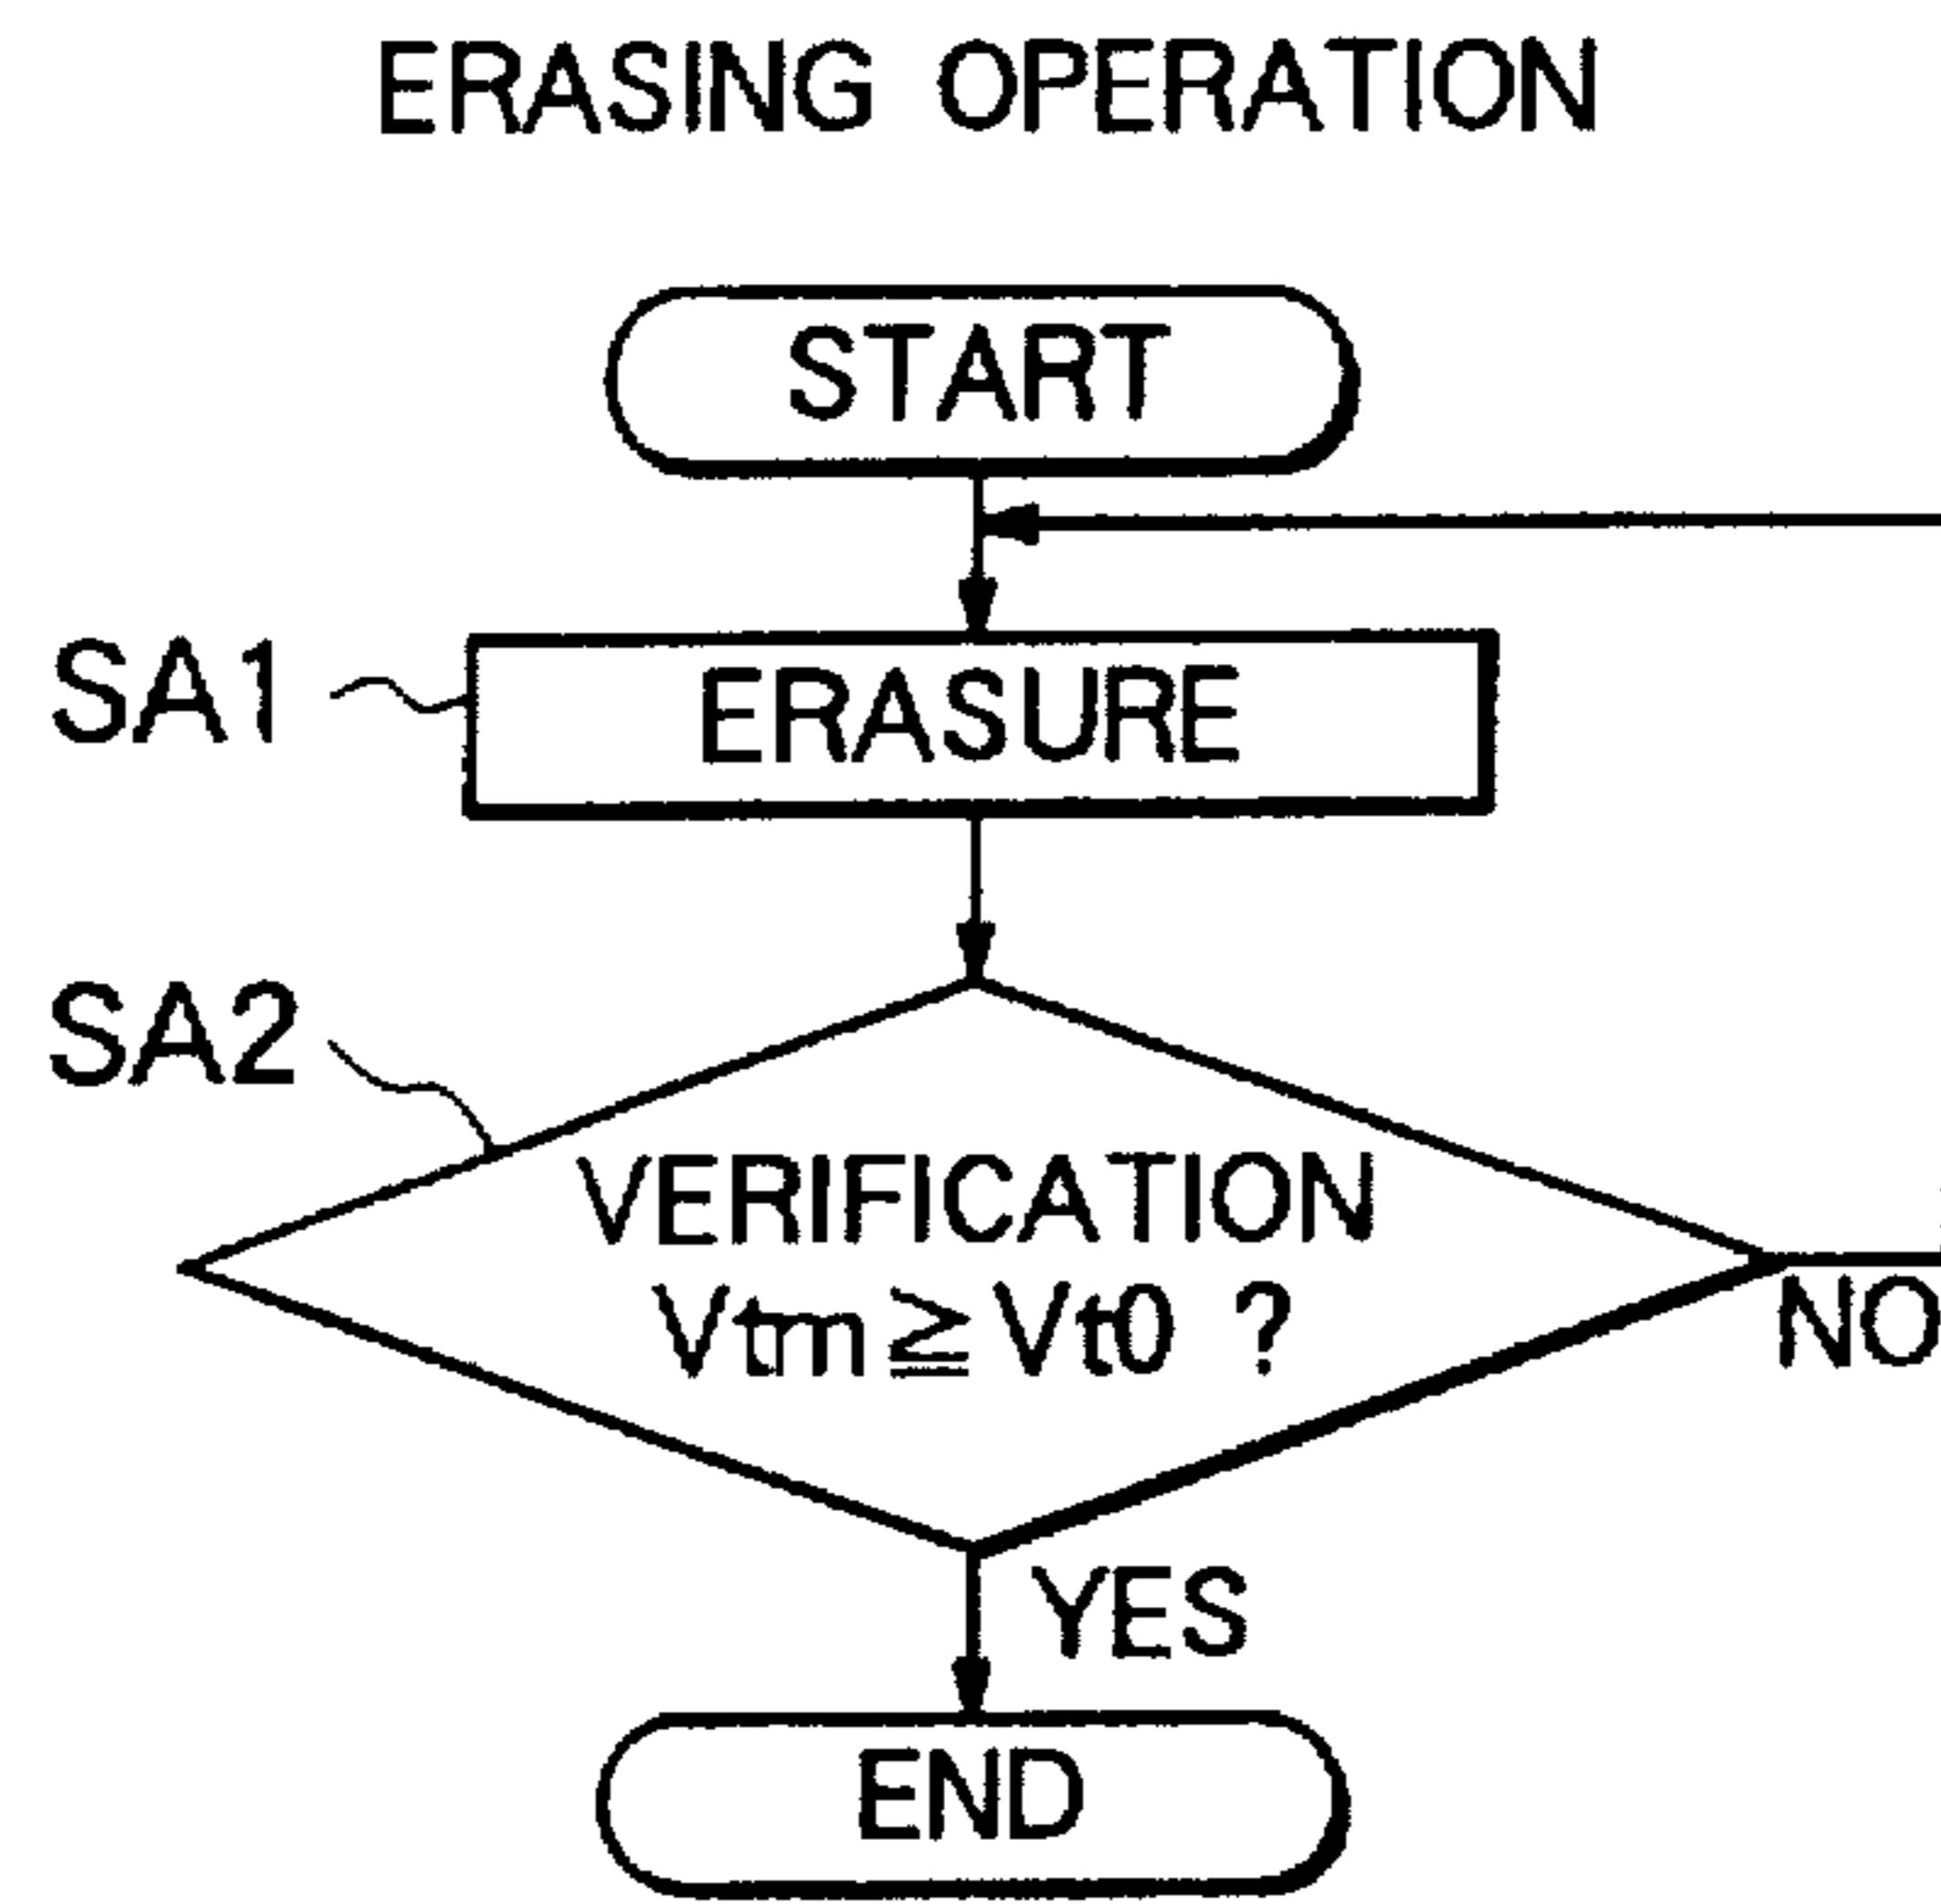 ERASING OPERATION
START
SA1
ERASURE
SA2
VERIFICATION
Vtm≧Vt0 ?
NO
YES
END